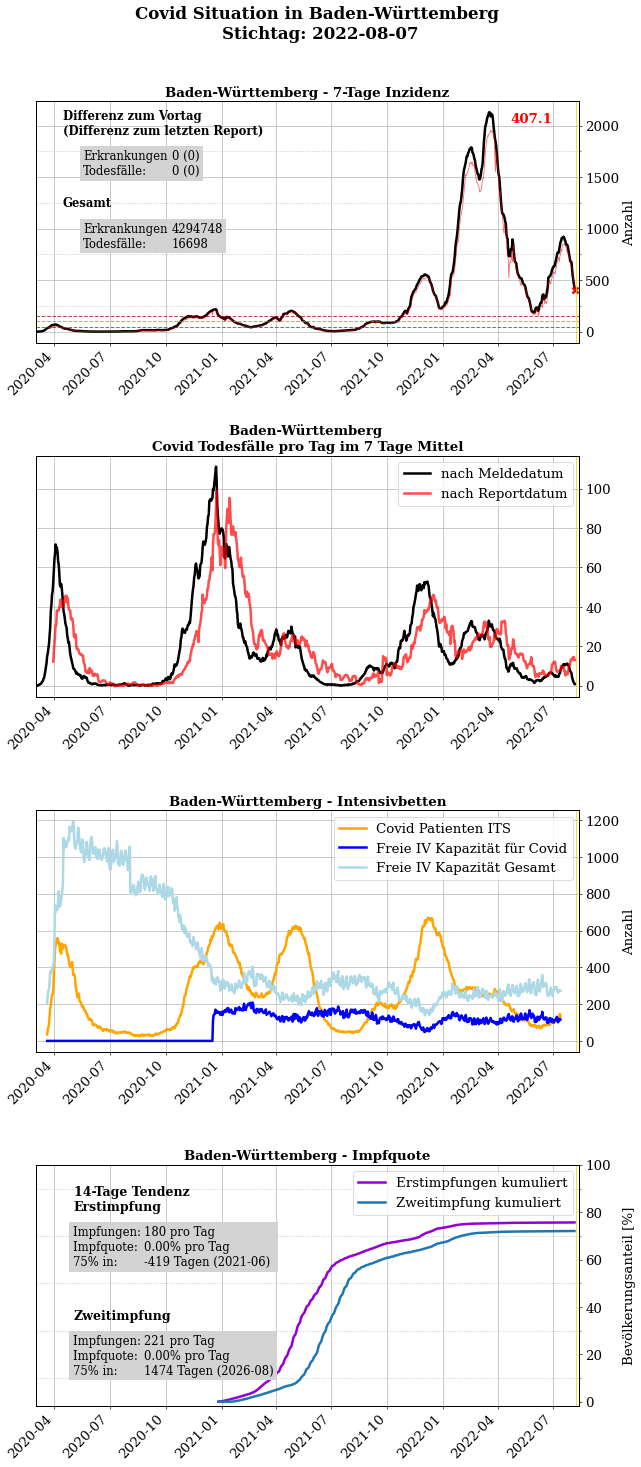 Covid Situation in Baden-Württemberg
Stichtag: 2022-08-07
Baden-Württemberg - 7-Tage Inzidenz
Differenz zum Vortag
(Differenz zum letzten Report)
Erkrankungen 0 (0)
Todesfälle: 0 (0)
Gesamt
Erkrankungen 4294748
Todesfälle: 16698
407.1
2000
1500
1000
500
0
Anzahl
2020-04 2020-07 2020-10 2021-01 2021-04 2021-07 2021-10 2022-01 2022-04 2022-07
Baden-Württemberg
Covid Todesfälle pro Tag im 7 Tage Mittel
nach Meldedatum
nach Reportdatum
100
80
60
40
20
0
2020-04 2020-07 2020-10 2021-01 2021-04 2021-07 2021-10 2022-01 2022-04 2022-07
Baden-Württemberg - Intensivbetten
Covid Patienten ITS
Freie IV Kapazität für Covid
Freie IV Kapazität Gesamt
1200
1000
800
600
400
200
0
Anzahl
2020-04 2020-07 2020-10 2021-01 2021-04 2021-07 2021-10 2022-01 2022-04 2022-07
Baden-Württemberg - Impfquote
14-Tage Tendenz
Erstimpfung
Impfungen: 180 pro Tag
Impfquote: 0.00% pro Tag
75% in: -419 Tagen (2021-06)
Zweitimpfung
Impfungen: 221 pro Tag
Impfquote: 0.00% pro Tag
75% in: 1474 Tagen (2026-08)
Erstimpfungen kumuliert
Zweitimpfung kumuliert
100
80
60
40
20
0
Bevölkerungsanteil [%]
2020-04 2020-07 2020-10 2021-01 2021-04 2021-07 2021-10 2022-01 2022-04 2022-07